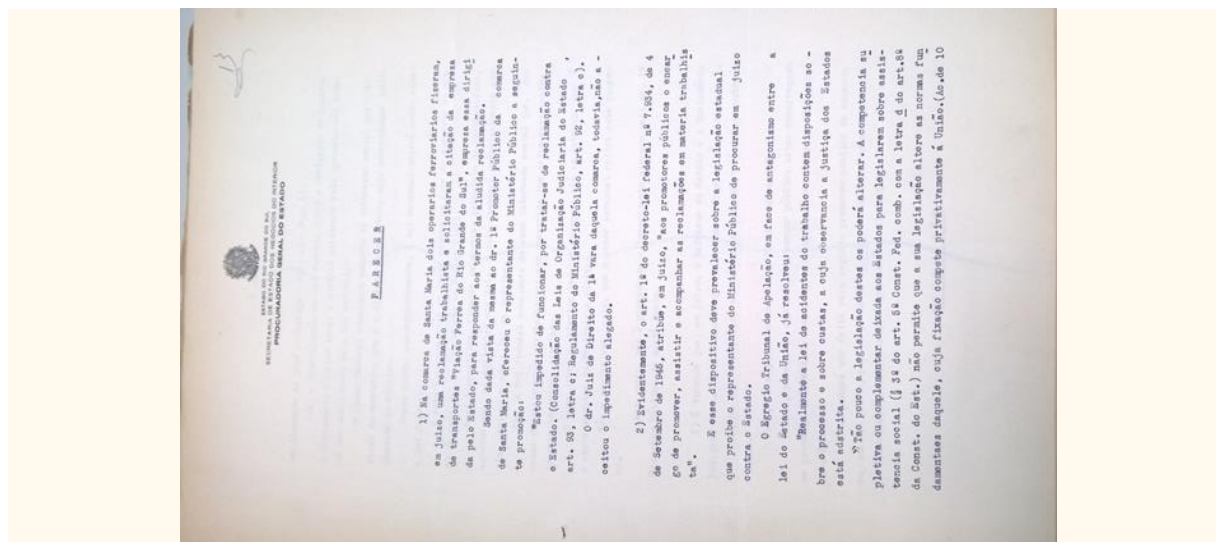 13
ESTADO DO RIO GRANDE DO SUL
SECRETARIA DE ESTADO DOS NEGOCIOS DO INTERIOR
PROCURADORIA GERAL DO ESTADO
PARECER
1) Na comarca de Santa Maria dois operarios ferroviarios fizeram,
em juizo, uma reclamação trabalhista e solicitaram a citação da empresa
de transportes "Viação Ferrea do Rio Grande do Sul", empresa essa dirigi
da pelo Estado, para responder aos termos da aludida reclamação.
Sendo dada vista da mesma ao dr. 1º Promotor Público da comarca
de Santa Maria, ofereceu o representante do Ministério Público a seguin-
te promoção:
"Estou impedido de funcionar, por tratar-se de reclamação contra
o Estado. (Consolidação das Leis de Organização Judiciaria do Estado ,
art. 93, letra c; Regulamento do Ministério Público, art. 92, letra c).
O dr. Juis de Direito da 1ª vara daquela comarca, todavia,não a -
ceitou o impedimento alegado.
2) Evidentemente, o art. 1º do decreto-lei federal nº 7.934, de 4
de Setembro de 1945, atribúe, em juizo, "aos promotores públicos o encar
go de promover, assistir e acompanhar as reclamações em materia trabalhis
ta".
E esse dispositivo deve prevalecer sobre a legislação estadual
que proibe o representante do Ministério Público de procurar em juizo
contra o Estado.
O Egregio Tribunal de Apelação, em face de antagonismo entre a
lei do Estado e da União, já resolveu:
"Realmente a lei de acidentes do trabalho contem disposições so -
bre o processo e sobre custas, a cuja observancia a justiça dos Estados
está adstrita.
"Tão pouco a legislação destes os poderá alterar. A competencia su
pletiva ou complementar deixada aos Estados para legislarem sobre assis-
tencia social (§ 3º do art. 5º Const. Fed. comb. com a letra d do art.8º
da Const. do Est.) não permite que a sua legislação altere as normas fun
damentaes daquele, cuja fixação compete privativamente á União.(Ac.de 10